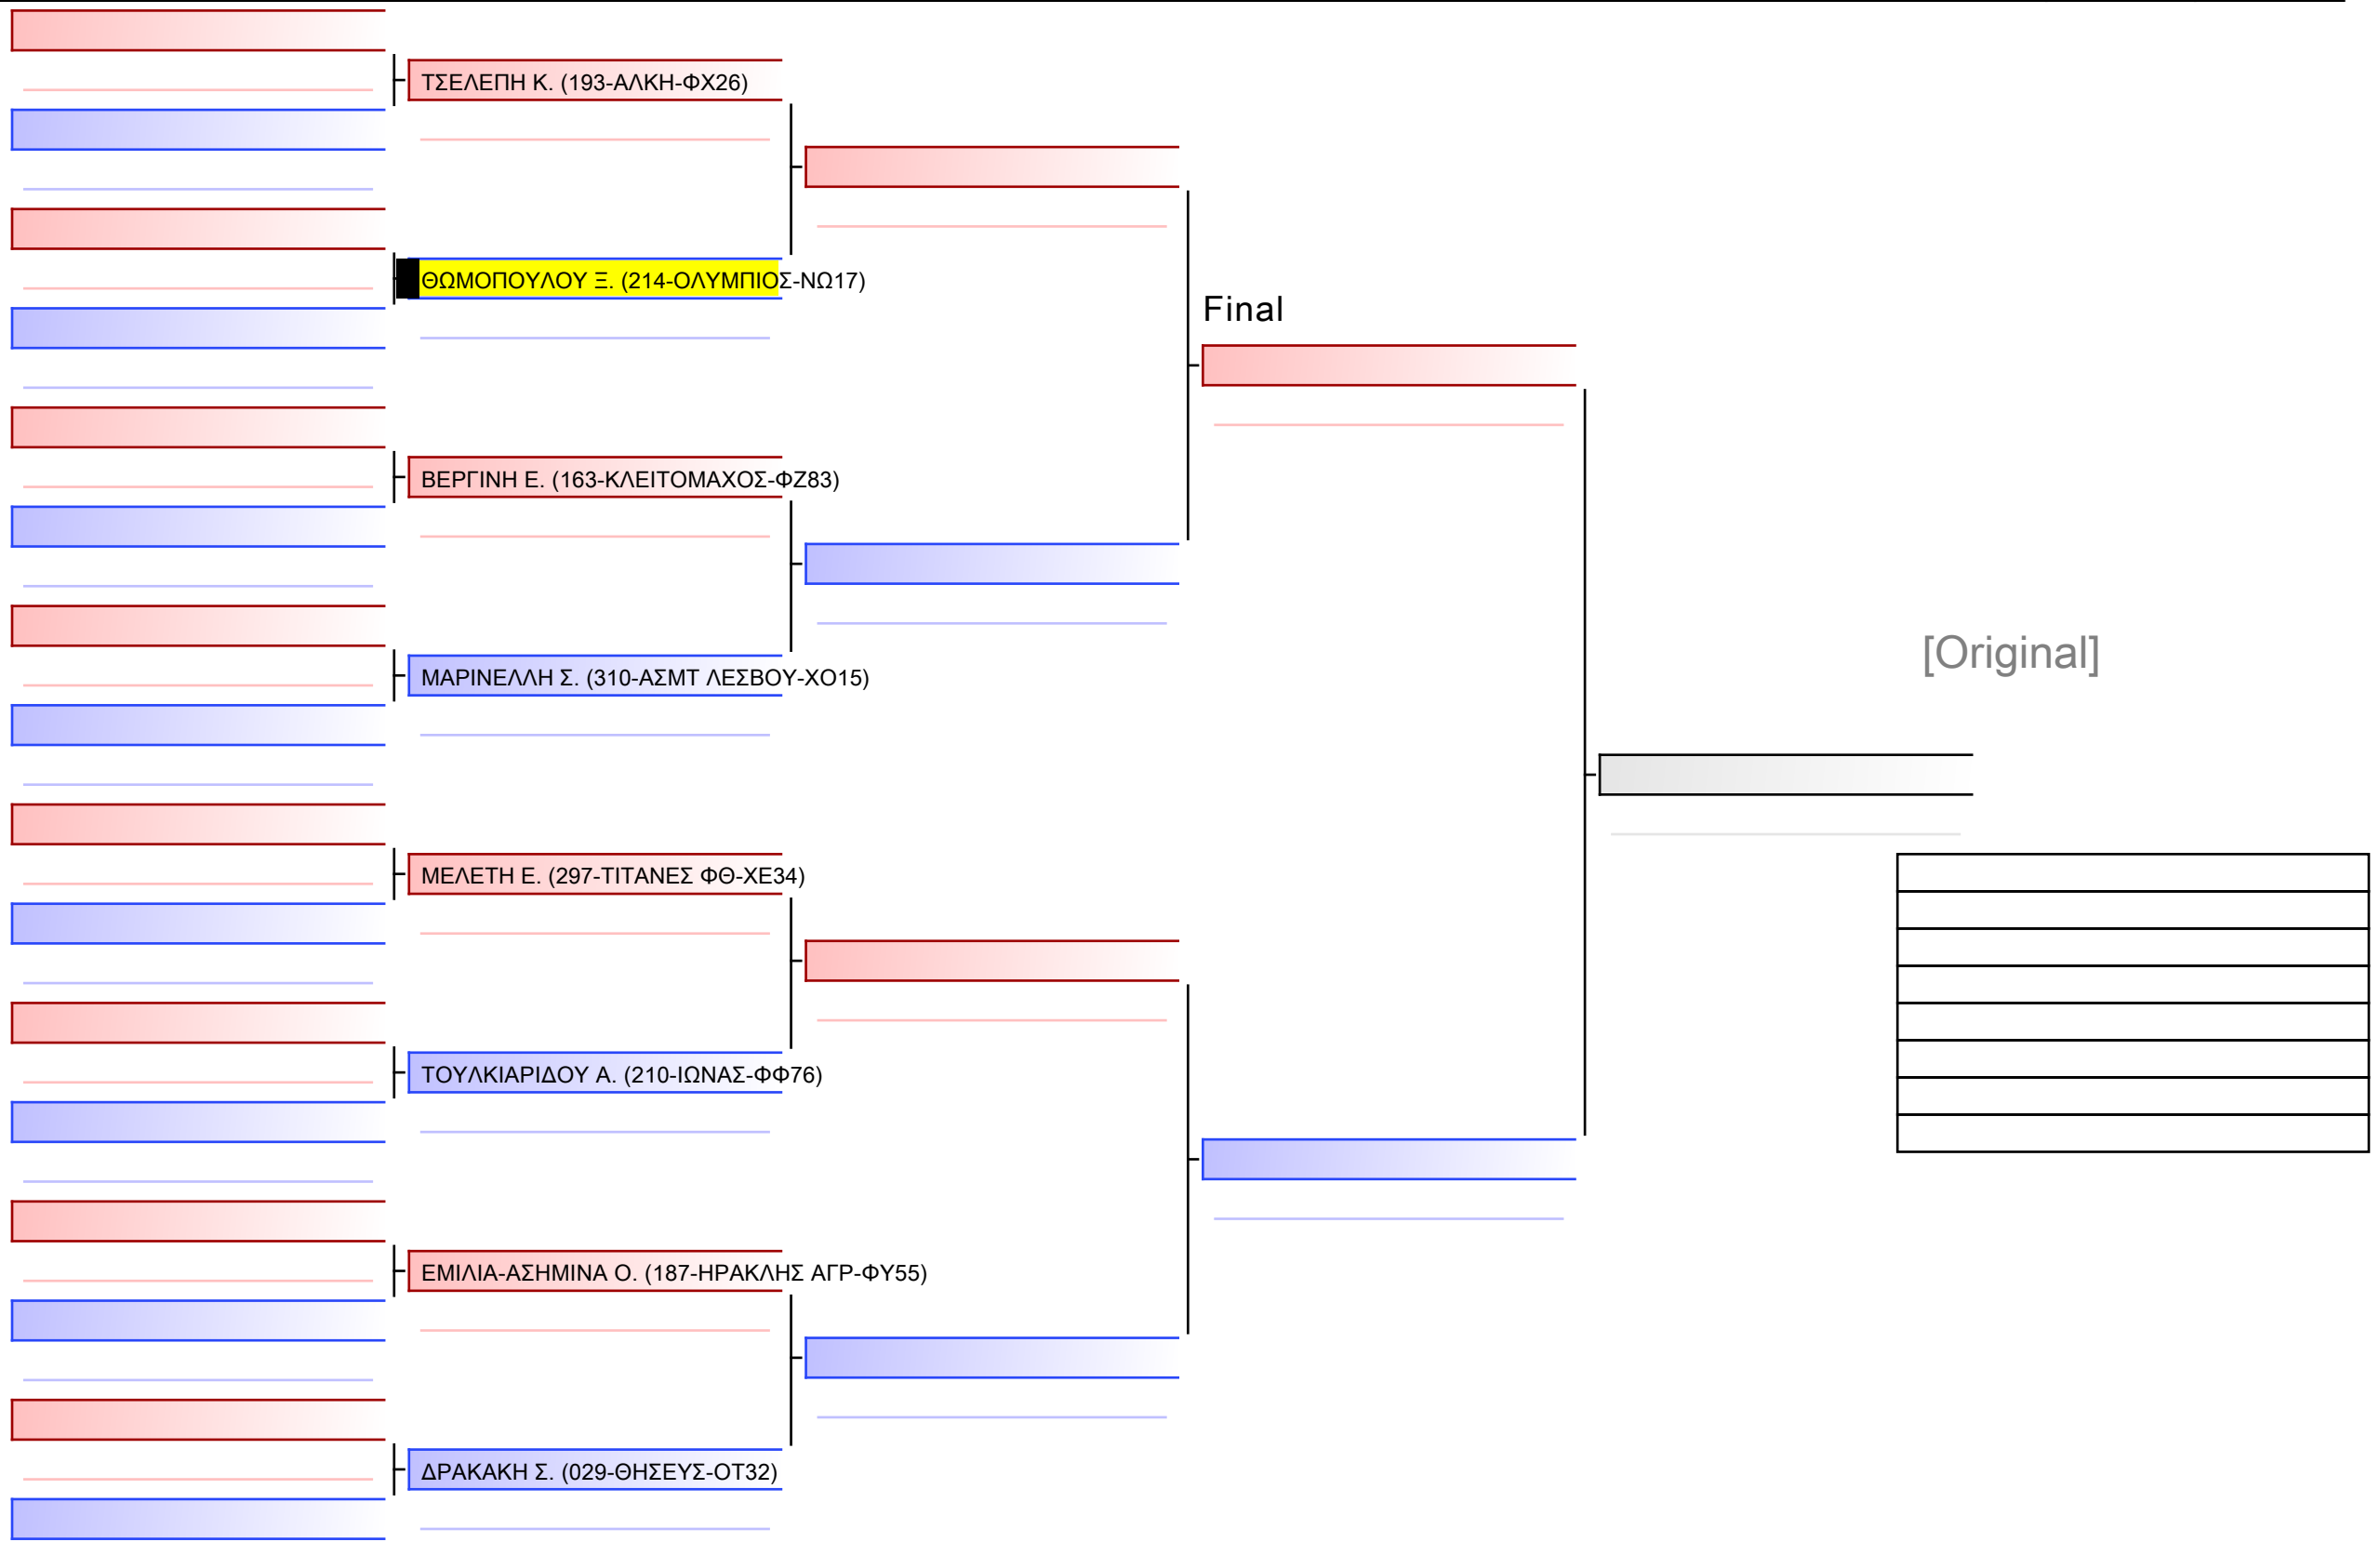 ΤΣΕΛΕΠΗ Κ. (193-ΑΛΚΗ-ΦΧ26)
ΘΩΜΟΠΟΥΛΟΥ Ξ. (214-ΟΛΥΜΠΙΟΣ-ΝΩ17)
Final
ΒΕΡΓΙΝΗ Ε. (163-ΚΛΕΙΤΟΜΑΧΟΣ-ΦΖ83)
[Original]
ΜΑΡΙΝΕΛΛΗ Σ. (310-ΑΣΜΤ ΛΕΣΒΟΥ-ΧΟ15)
ΜΕΛΕΤΗ Ε. (297-ΤΙΤΑΝΕΣ ΦΘ-ΧΕ34)
ΤΟΥΛΚΙΑΡΙΔΟΥ Α. (210-ΙΩΝΑΣ-ΦΦ76)
ΕΜΙΛΙΑ-ΑΣΗΜΙΝΑ Ο. (187-ΗΡΑΚΛΗΣ ΑΓΡ-ΦΥ55)
ΔΡΑΚΑΚΗ Σ. (029-ΘΗΣΕΥΣ-ΟΤ32)